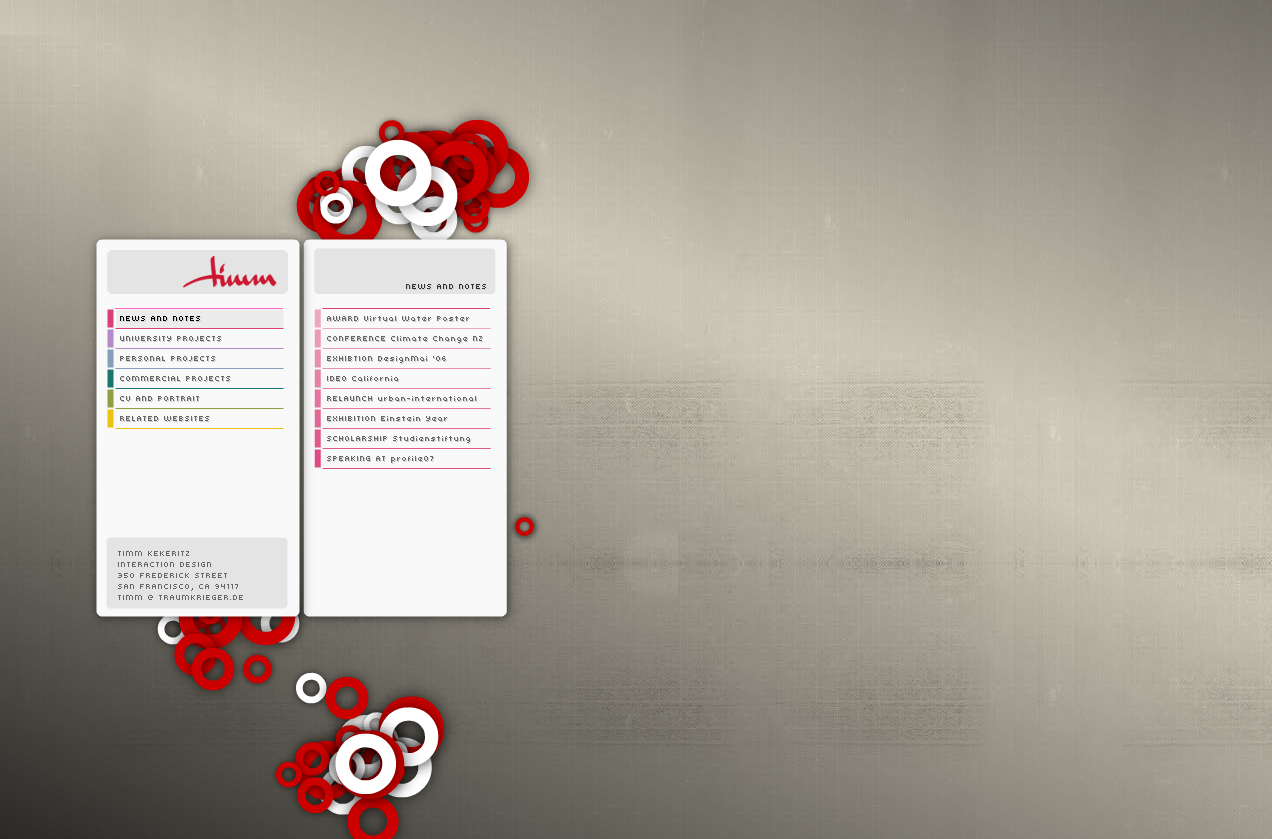 timm
NEWS AND NOTES
UNIVERSITY PROJECTS
PERSONAL PROJECTS
COMMERCIAL PROJECTS
CV AND PORTRAIT
RELATED WEBSITES
TIMM KEKERITZ
INTERACTION DESIGN
350 FREDERICK STREET
SAN FRANCISCO, CA 94117
TIMM @ TRAUMKRIEGER.DE
NEWS AND NOTES
AWARD Virtual Water Poster
CONFERENCE Climate Change NZ
EXHIBTION DesignMai '06
IDEO California
RELAUNCH urban-international
EXHIBITION Einstein Year
SCHOLARSHIP Studienstiftung
SPEAKING AT profile07